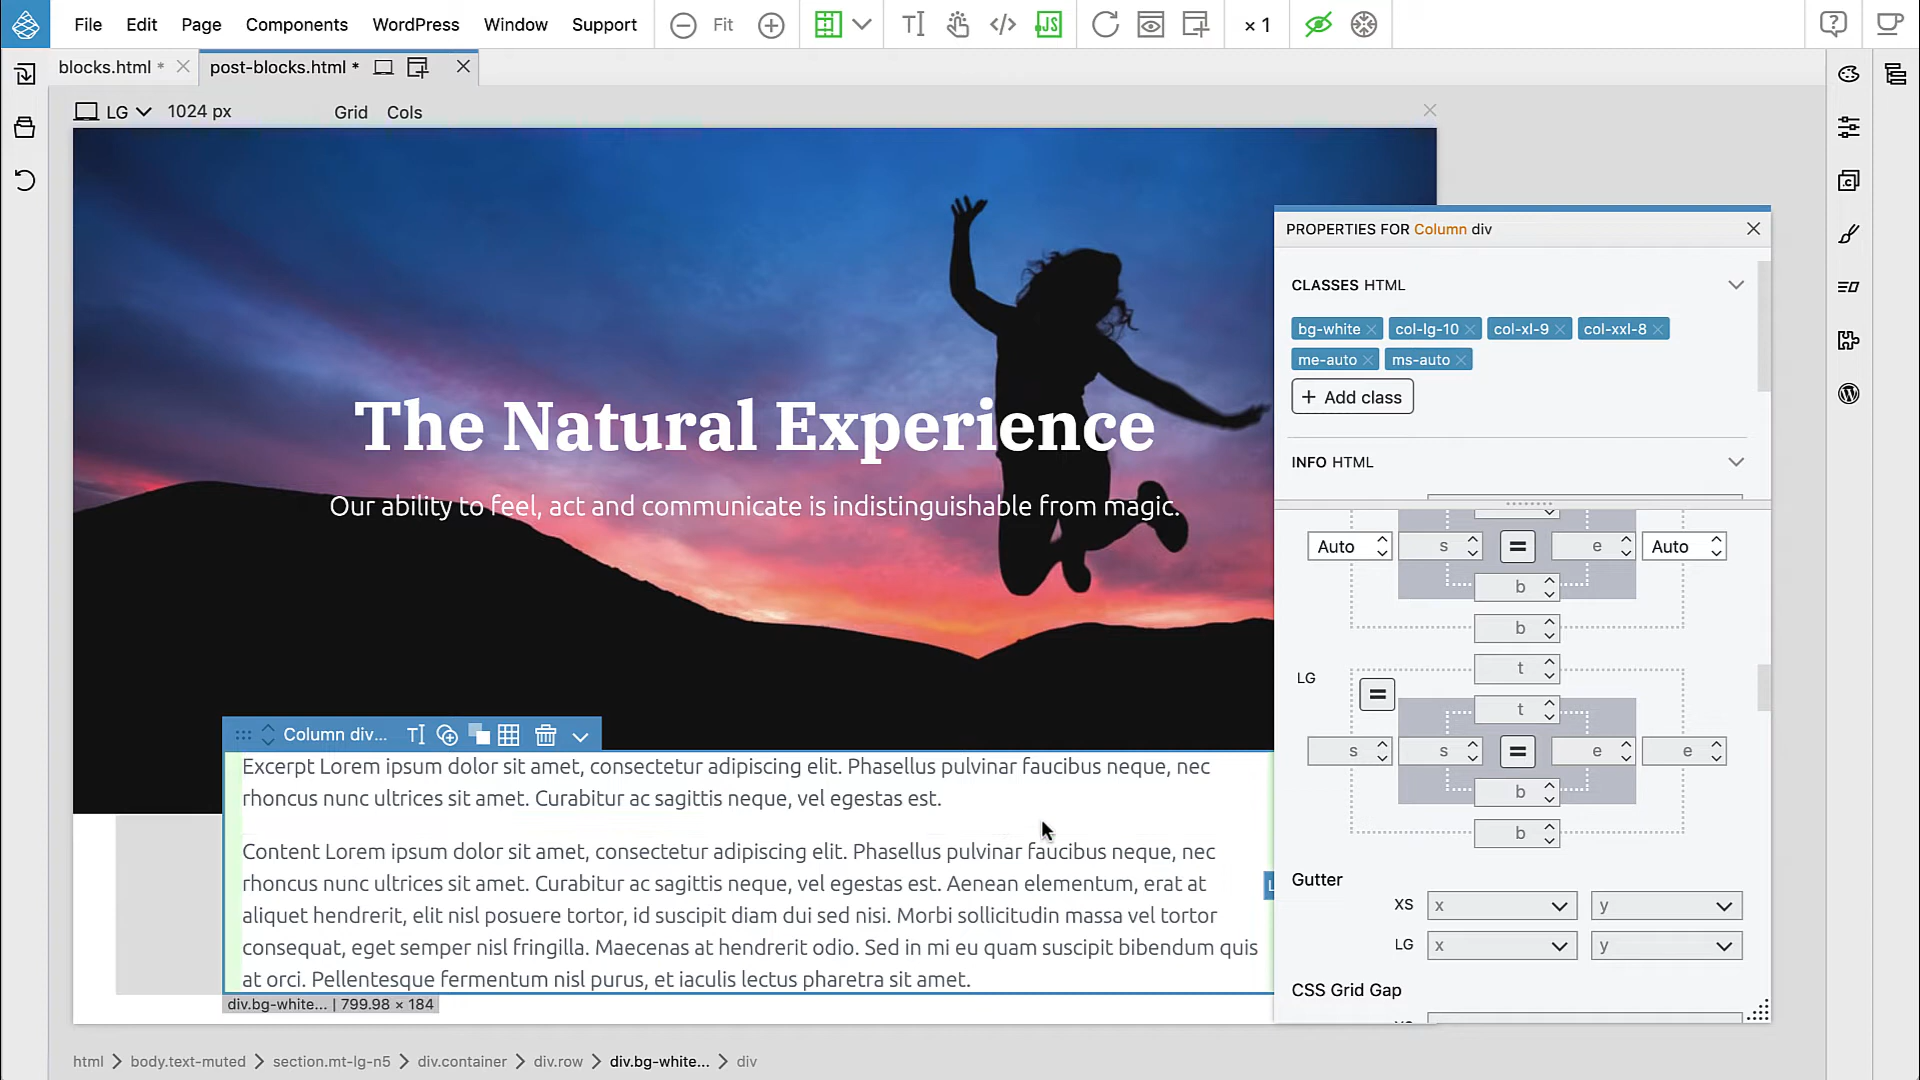 File Edit Page Components WordPress Window Support Fit JS × 1
blocks.html * post-blocks.html *
LG 1024 px Grid Cols
PROPERTIES FOR Column div
CLASSES HTML
bg-white × col-lg-10 × col-xl-9 × col-xxl-8 ×
me-auto × ms-auto ×
+ Add class
INFO HTML
The Natural Experience
Our ability to feel, act and communicate is indistinguishable from magic.
Auto s = e Auto
b
b
t
LG =
t
s s = e e
b
b
Column div...
Excerpt Lorem ipsum dolor sit amet, consectetur adipiscing elit. Phasellus pulvinar faucibus neque, nec
rhoncus nunc ultrices sit amet. Curabitur ac sagittis neque, vel egestas est.
Content Lorem ipsum dolor sit amet, consectetur adipiscing elit. Phasellus pulvinar faucibus neque, nec
rhoncus nunc ultrices sit amet. Curabitur ac sagittis neque, vel egestas est. Aenean elementum, erat at
aliquet hendrerit, elit nisl posuere tortor, id suscipit diam dui sed nisi. Morbi sollicitudin massa vel tortor
consequat, eget semper nisl fringilla. Maecenas at hendrerit odio. Sed in mi eu quam suscipit bibendum quis
at orci. Pellentesque fermentum nisl purus, et iaculis lectus pharetra sit amet.
div.bg-white... | 799.98 × 184
Gutter
XS x y
LG x y
CSS Grid Gap
html > body.text-muted > section.mt-lg-n5 > div.container > div.row > div.bg-white... > div